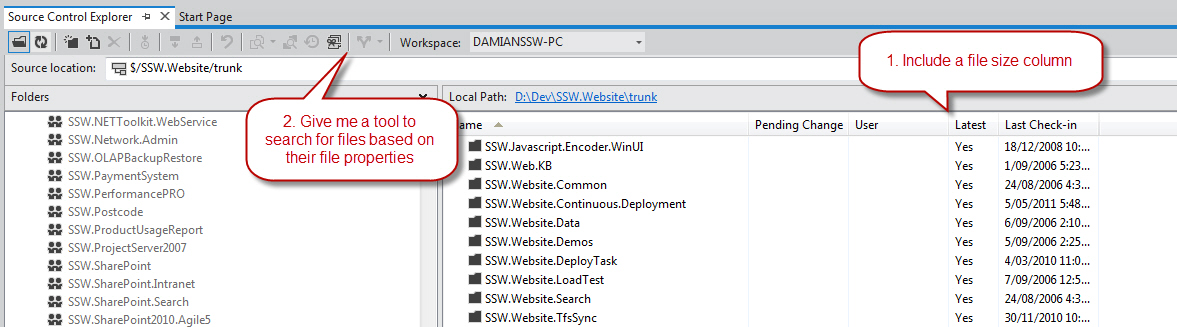 Source Control Explorer Start Page
Workspace: DAMIANSSW-PC
Source location: $/SSW.Website/trunk
1. Include a file size column
2. Give me a tool to
search for files based on
their file properties
Folders
SSW.NETToolkit.WebService
SSW.Network.Admin
SSW.OLAPBackupRestore
SSW.PaymentSystem
SSW.PerformancePRO
SSW.Postcode
SSW.ProductUsageReport
SSW.ProjectServer2007
SSW.SharePoint
SSW.SharePoint.Intranet
SSW.SharePoint.Search
SSW.SharePoint2010.Agile5
Local Path: D:\Dev\SSW.Website\trunk
Pending Change User Latest Last Check-in
SSW.Javascript.Encoder.WinUI Yes 18/12/2008 10:...
SSW.Web.KB Yes 1/09/2006 5:23...
SSW.Website.Common Yes 24/08/2006 4:3...
SSW.Website.Continuous.Deployment Yes 5/05/2011 5:48...
SSW.Website.Data Yes 6/09/2006 2:10...
SSW.Website.Demos Yes 5/09/2006 2:25...
SSW.Website.DeployTask Yes 4/03/2010 11:0...
SSW.Website.LoadTest Yes 7/09/2006 12:5...
SSW.Website.Search Yes 24/08/2006 4:3...
SSW.Website.TfsSync Yes 30/11/2010 10:...